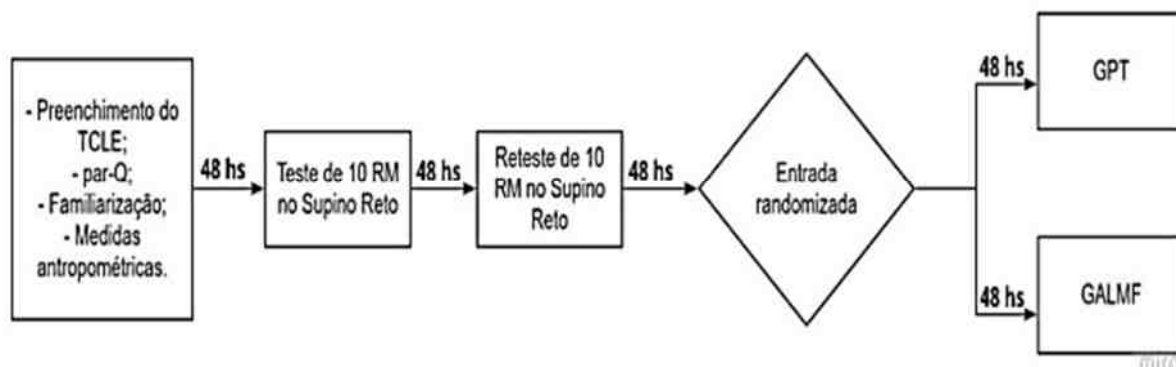 - Preenchimento do
TCLE;
- par-Q;
- Familiarização;
- Medidas
antropométricas.
48 hs
Teste de 10 RM
no Supino Reto
48 hs
Reteste de 10
RM no Supino
Reto
48 hs
Entrada
randomizada
48 hs
GPT
48 hs
GALMF
miro